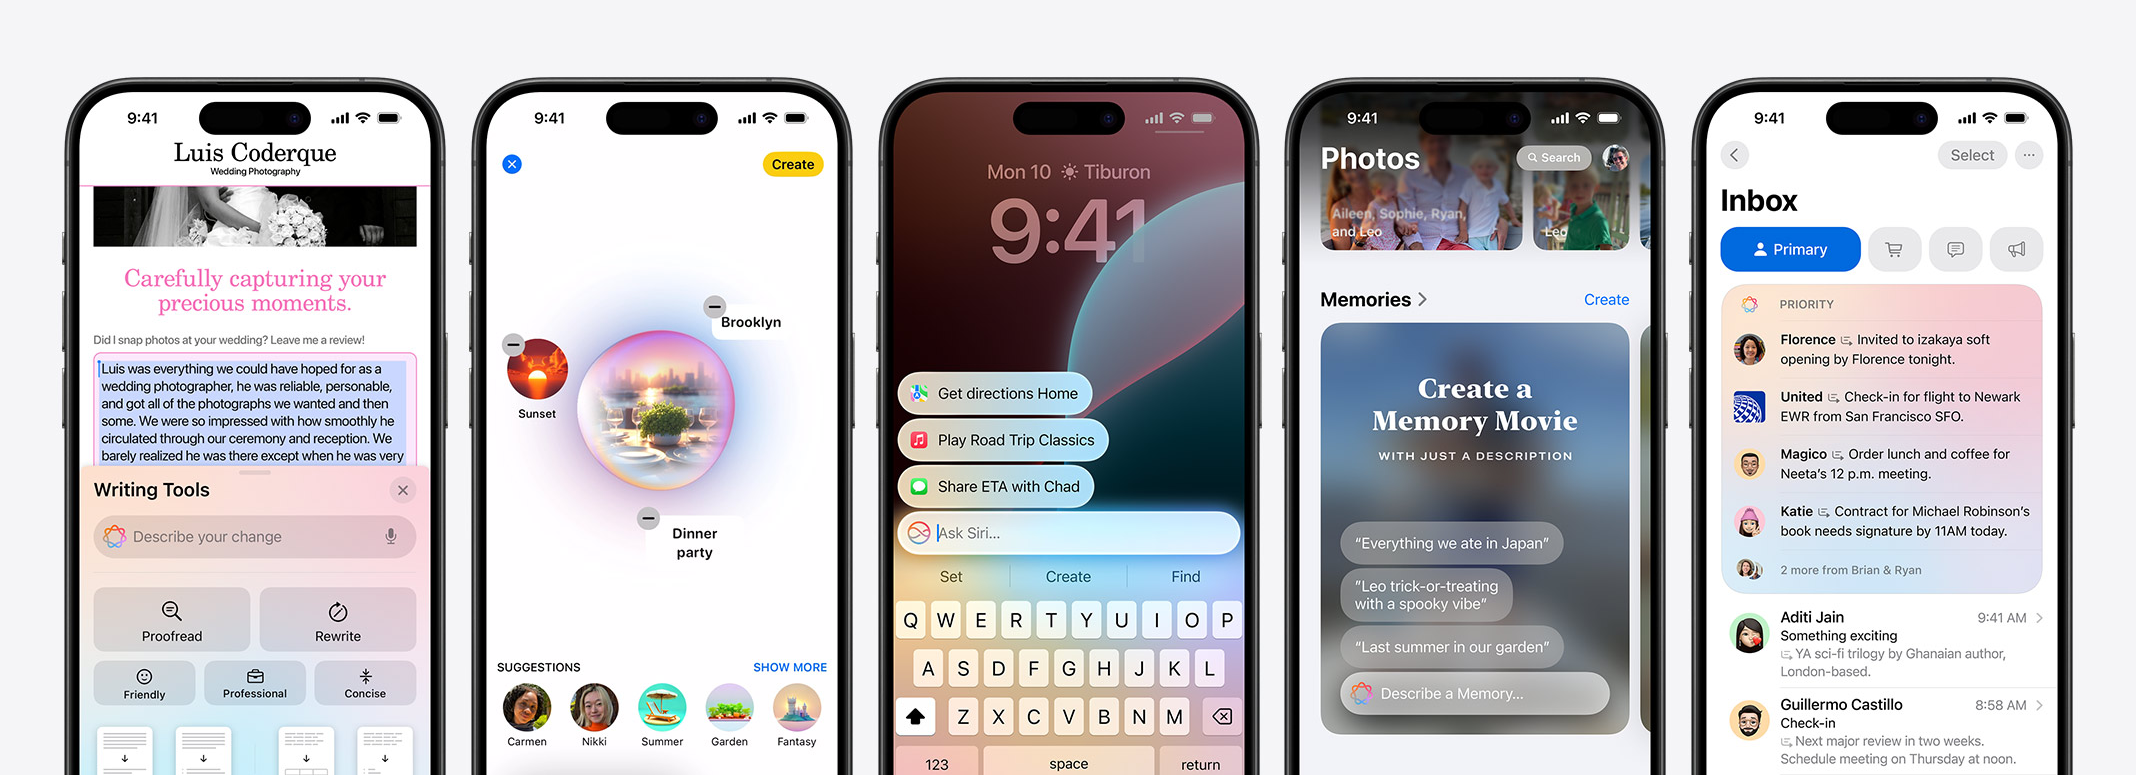 9:41
Luis Coderque
Wedding Photography
Carefully capturing your
precious moments.
Did I snap photos at your wedding? Leave me a review!
Luis was everything we could have hoped for as a
wedding photographer, he was reliable, personable,
and got all of the photographs we wanted and then
some. We were so impressed with how smoothly he
circulated through our ceremony and reception. We
barely realized he was there except when he was very
Writing Tools
Describe your change
Proofread
Rewrite
Friendly
Professional
Concise
9:41
Create
Brooklyn
Sunset
Dinner
party
SUGGESTIONS
SHOW MORE
Carmen
Nikki
Summer
Garden
Fantasy
Mon 10 Tiburon
9:41
Get directions Home
Play Road Trip Classics
Share ETA with Chad
Ask Siri...
Set
Create
Find
Q W E R T Y U I O P
A S D F G H J K L
Z X C V B N M
123
space
return
9:41
Photos
Search
Aileen, Sophie, Ryan,
and Leo
Leo
Memories
Create
Create a
Memory Movie
WITH JUST A DESCRIPTION
“Everything we ate in Japan”
"Leo trick-or-treating
with a spooky vibe”
“Last summer in our garden”
Describe a Memory...
9:41
Select
Inbox
Primary
PRIORITY
Florence Invited to izakaya soft
opening by Florence tonight.
United Check-in for flight to Newark
EWR from San Francisco SFO.
Magico Order lunch and coffee for
Neeta’s 12 p.m. meeting.
Katie Contract for Michael Robinson’s
book needs signature by 11AM today.
2 more from Brian & Ryan
Aditi Jain
9:41 AM
Something exciting
YA sci-fi trilogy by Ghanaian author,
London-based.
Guillermo Castillo
8:58 AM
Check-in
Next major review in two weeks.
Schedule meeting on Thursday at noon.